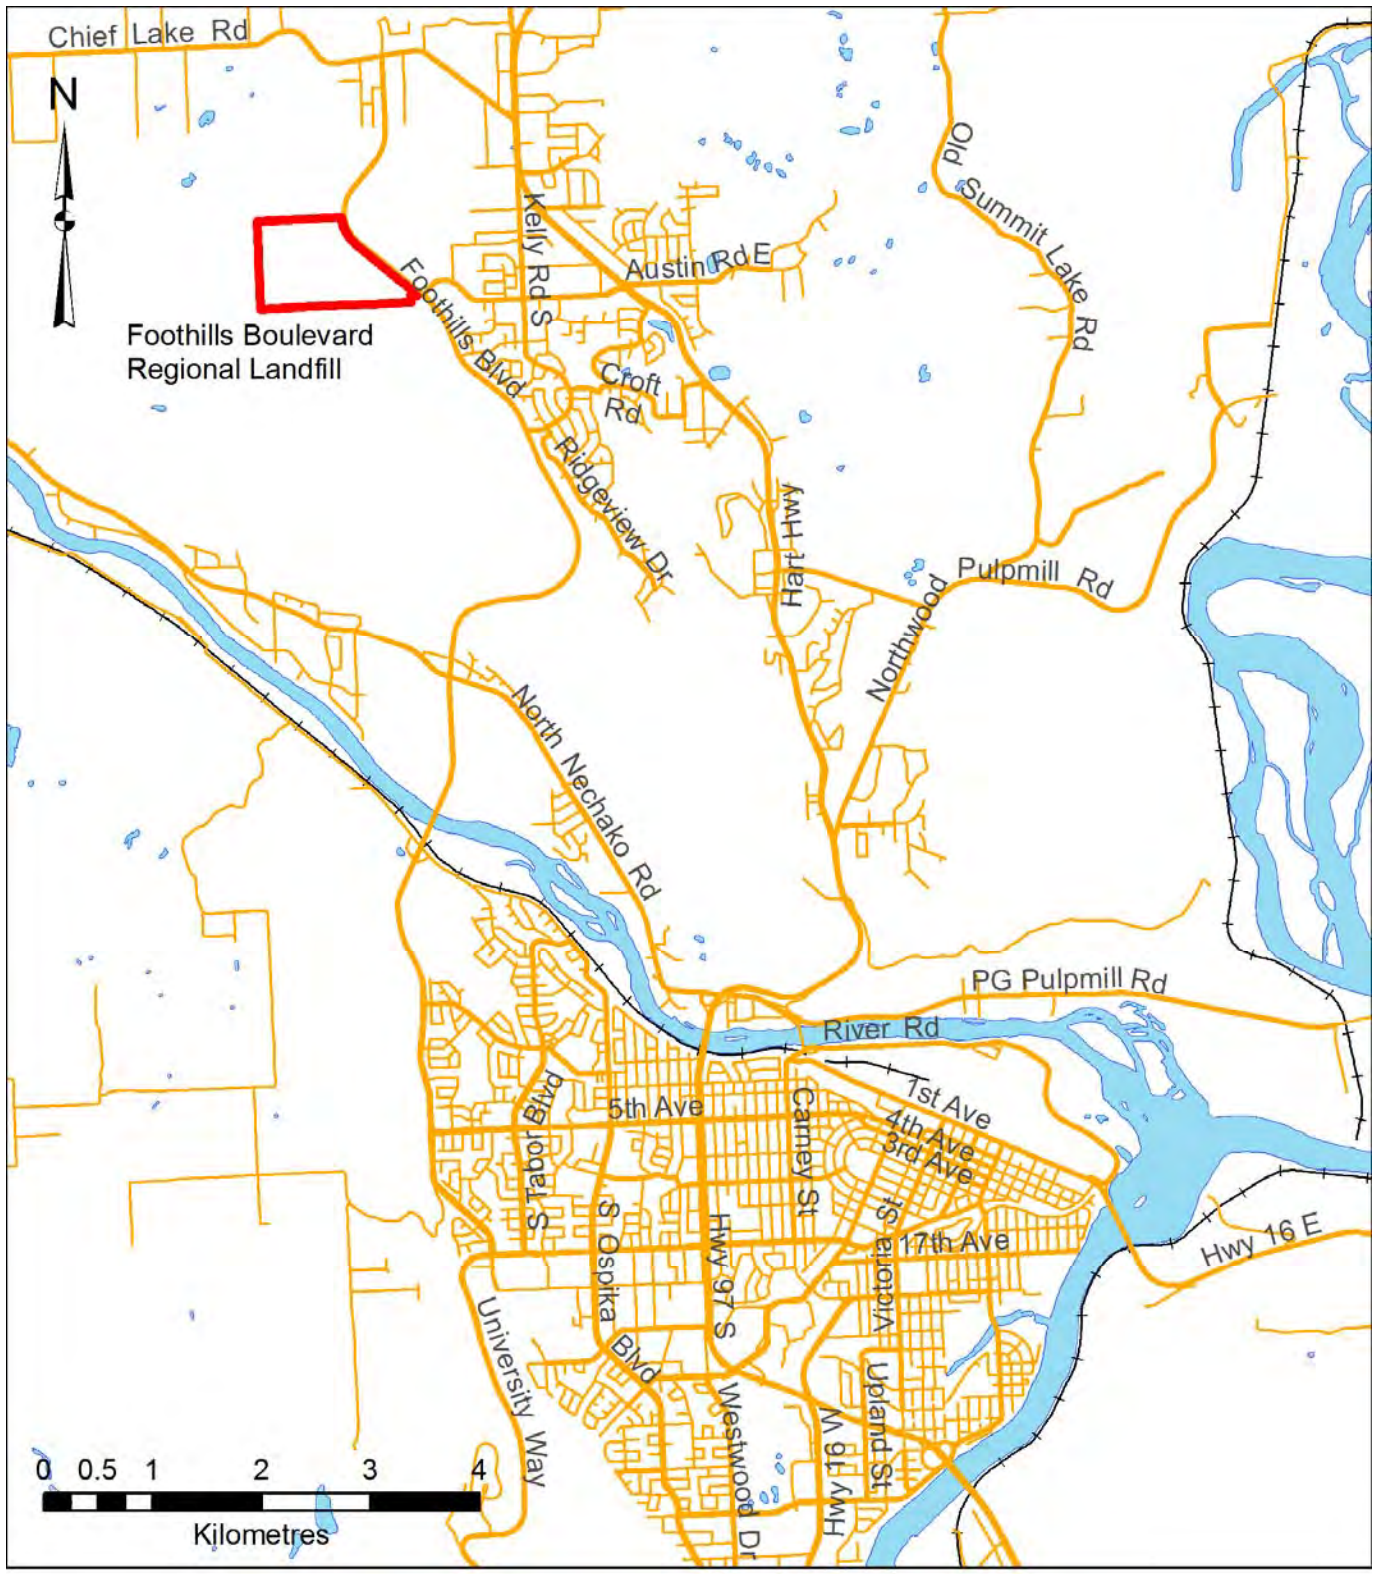 Chief Lake Rd
N
Old Summit Lake Rd
Kelly Rd S
Austin Rd E
Foothills Blvd
Foothills Boulevard
Regional Landfill
Croft
Rd
Ridgeview Dr
Hart Hwy
Pulpmill Rd
Northwood
North Nechako Rd
PG Pulpmill Rd
River Rd
1st Ave
5th Ave
4th Ave
3rd Ave
Carney St
S Tabor Blvd
S Ospika Blvd
Hwy 97 S
Victoria St
17th Ave
Hwy 16 E
University Way
Westwood Dr
Hwy 16 W
Upland St
0 0.5 1 2 3 4
Kilometres